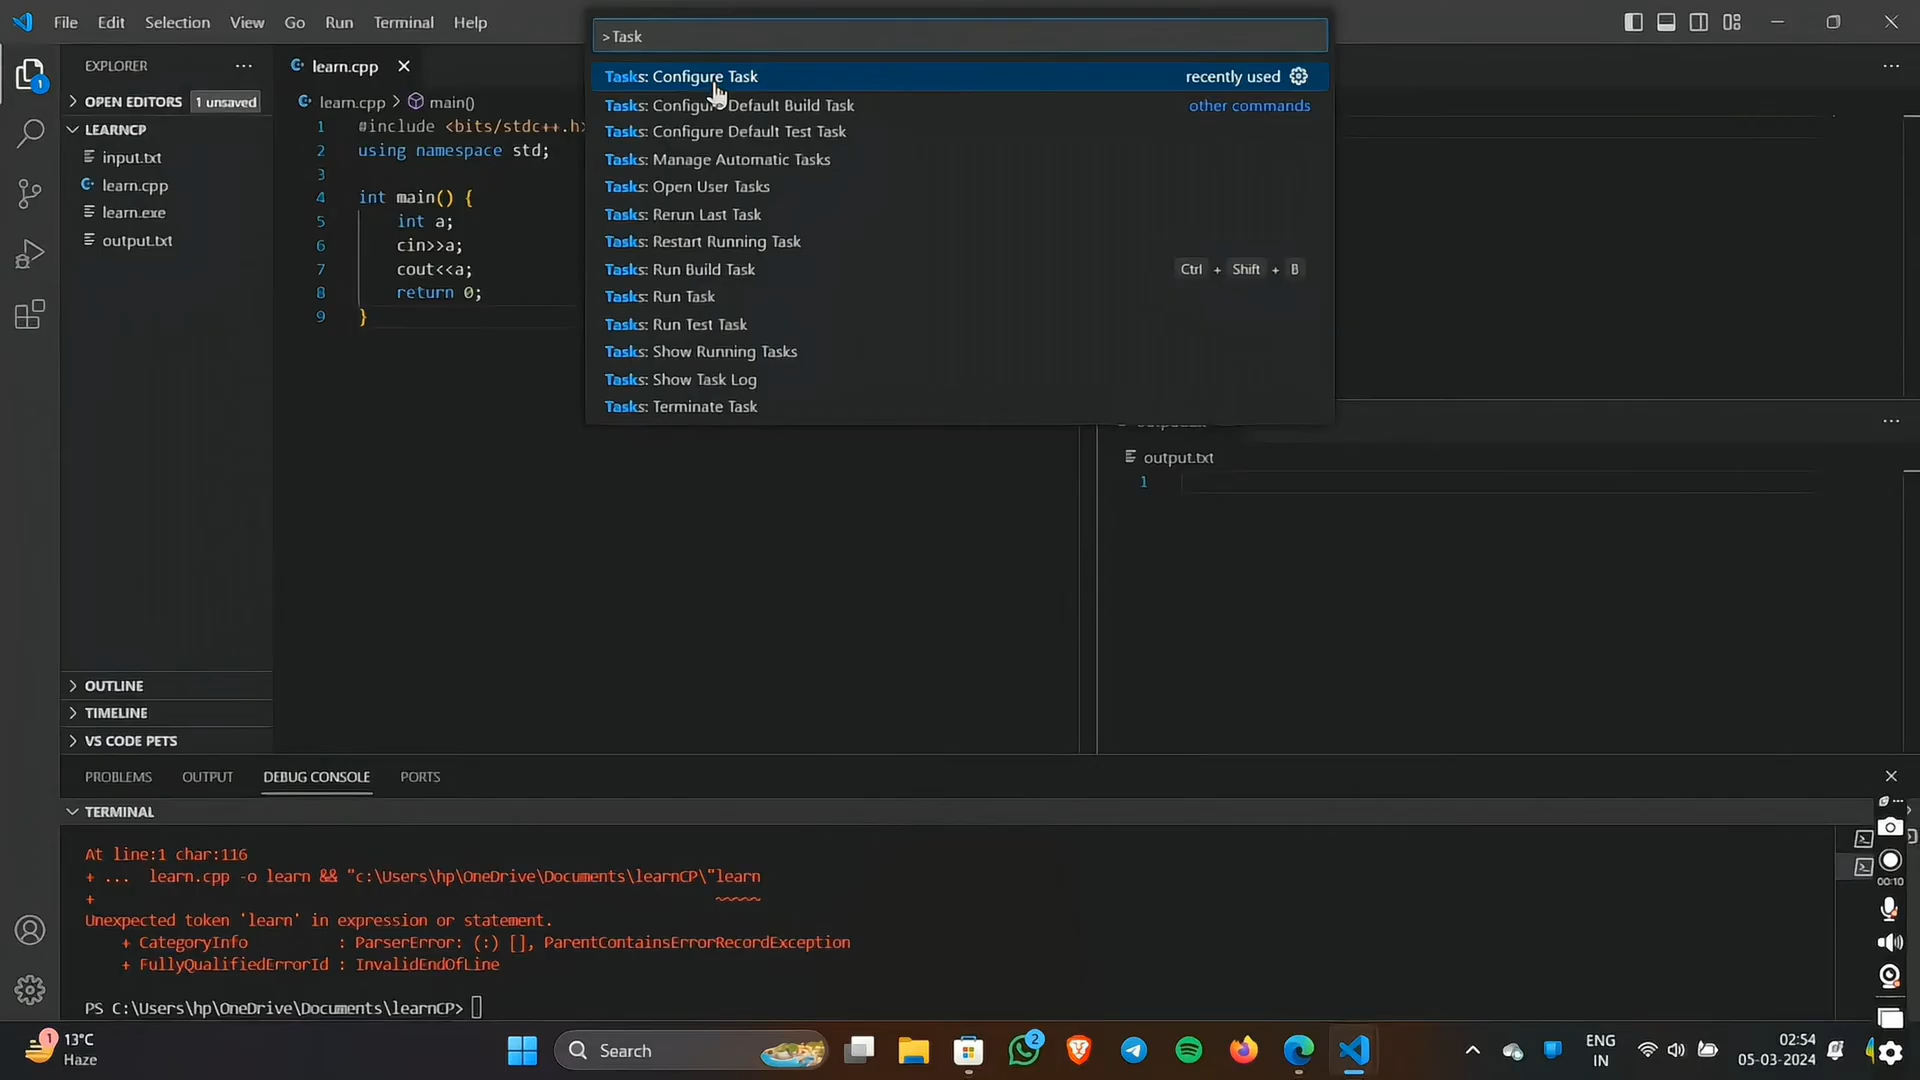 File Edit Selection View Go Run Terminal Help
>Task
Tasks: Configure Task recently used
Tasks: Configure Default Build Task other commands
Tasks: Configure Default Test Task
Tasks: Manage Automatic Tasks
Tasks: Open User Tasks
Tasks: Rerun Last Task
Tasks: Restart Running Task
Tasks: Run Build Task Ctrl + Shift + B
Tasks: Run Task
Tasks: Run Test Task
Tasks: Show Running Tasks
Tasks: Show Task Log
Tasks: Terminate Task
1
EXPLORER
OPEN EDITORS 1 unsaved
LEARNCP
input.txt
learn.cpp
learn.exe
output.txt
OUTLINE
TIMELINE
VS CODE PETS
learn.cpp
learn.cpp > main()
1 #include <bits/stdc++.h>
2 using namespace std;
3
4 int main() {
5 int a;
6 cin>>a;
7 cout<<a;
8 return 0;
9 }
output.txt
1
PROBLEMS OUTPUT DEBUG CONSOLE PORTS
TERMINAL
At line:1 char:116
+ ... learn.cpp -o learn && "c:\Users\hp\OneDrive\Documents\learnCP\"learn
+ ~~~~~
Unexpected token 'learn' in expression or statement.
+ CategoryInfo : ParserError: (:) [], ParentContainsErrorRecordException
+ FullyQualifiedErrorId : InvalidEndOfLine
PS C:\Users\hp\OneDrive\Documents\learnCP>
00:10
1
13°C
Haze
Search
2
ENG
IN
02:54
05-03-2024